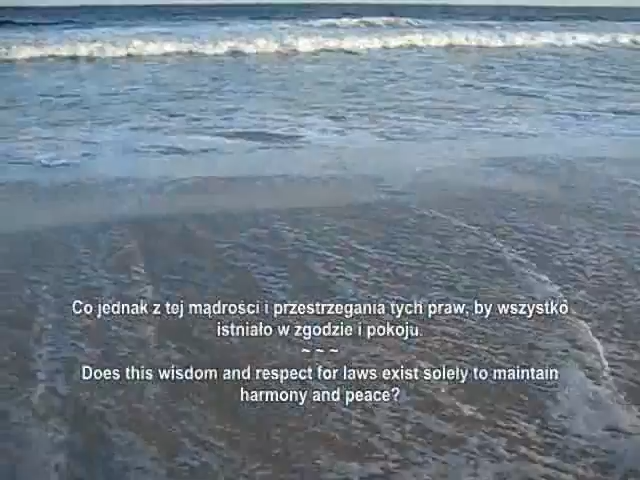 Co jednak z tej mądrości i przestrzegania tych praw, by wszystko
istniało w zgodzie i pokoju.
~ ~ ~
Does this wisdom and respect for laws exist solely to maintain
harmony and peace?